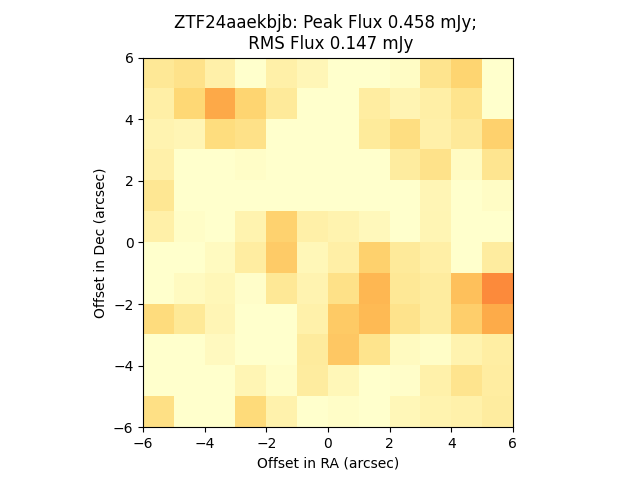 ZTF24aaekbjb: Peak Flux 0.458 mJy;
RMS Flux 0.147 mJy
6
4
2
0
−2
−4
−6
Offset in Dec (arcsec)
−6 −4 −2 0 2 4 6
Offset in RA (arcsec)